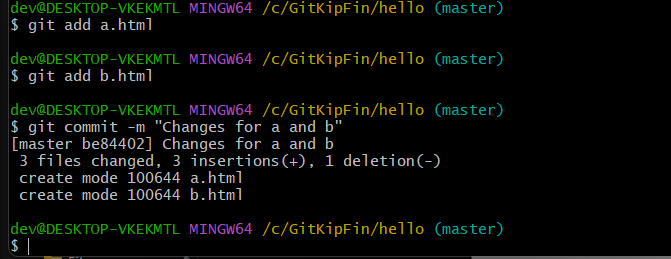 dev@DESKTOP-VKEKMTL MINGW64 /c/GitKipFin/hello (master)
$ git add a.html
dev@DESKTOP-VKEKMTL MINGW64 /c/GitKipFin/hello (master)
$ git add b.html
dev@DESKTOP-VKEKMTL MINGW64 /c/GitKipFin/hello (master)
$ git commit -m "Changes for a and b"
[master be84402] Changes for a and b
 3 files changed, 3 insertions(+), 1 deletion(-)
 create mode 100644 a.html
 create mode 100644 b.html
dev@DESKTOP-VKEKMTL MINGW64 /c/GitKipFin/hello (master)
$